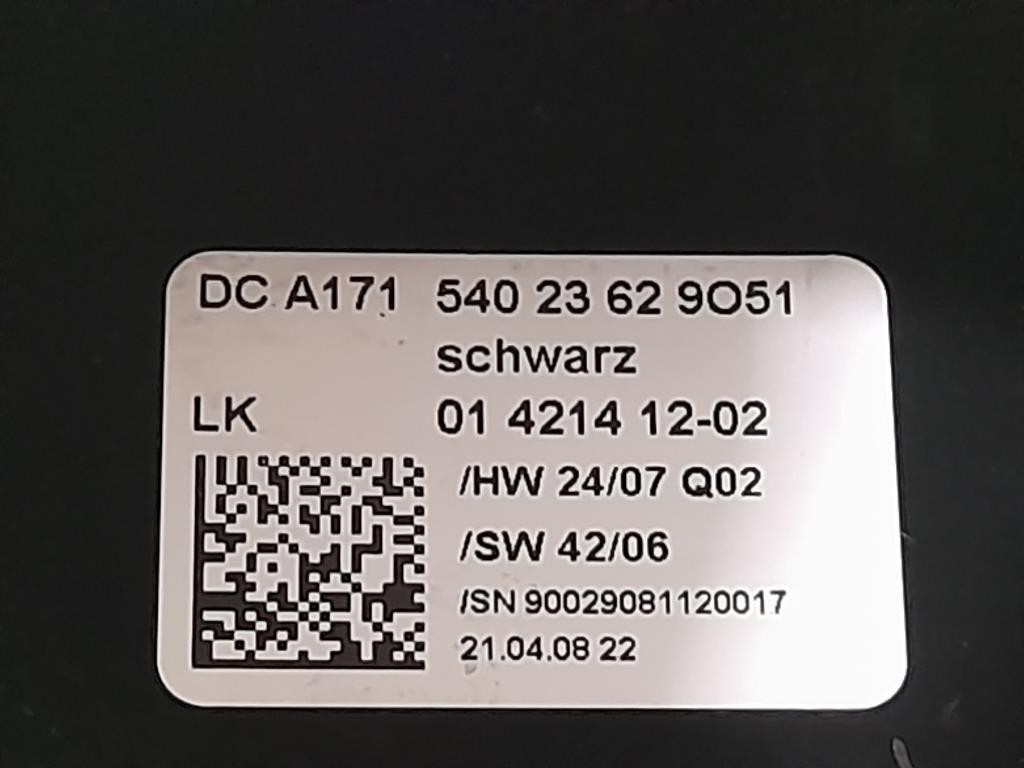 DC A171 540 23 62 9O51
schwarz
LK 01 4214 12-02
/HW 24/07 Q02
/SW 42/06
/SN 90029081120017
21.04.08 22